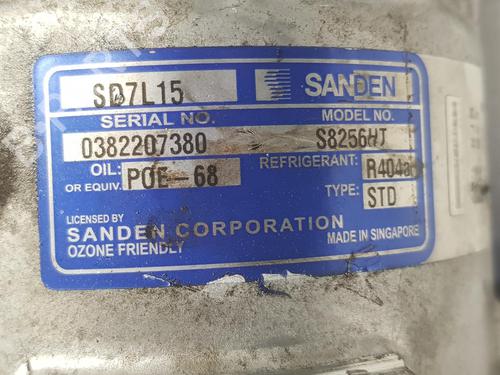 SD7L15 SANDEN
SERIAL NO. MODEL NO.
0382207380 S8256HT
OIL: POE-68 REFRIGERANT: R404a
OR EQUIV. TYPE: STD
LICENSED BY
SANDEN CORPORATION
OZONE FRIENDLY MADE IN SINGAPORE